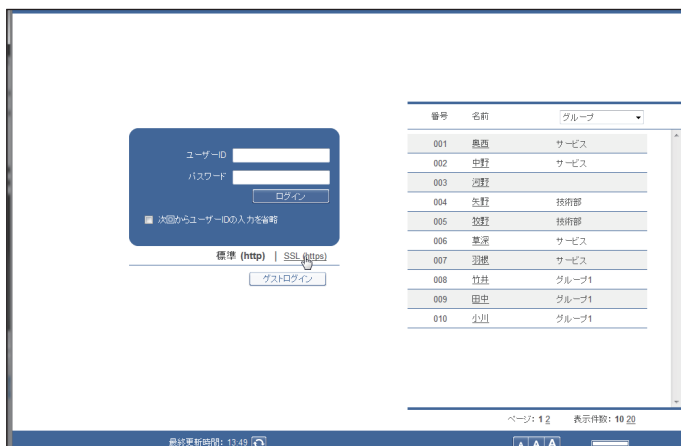 ユーザーID
パスワード
ログイン
次回からユーザーIDの入力を省略
標準 (http) | SSL (https)
ゲストログイン
番号 名前 グループ
001 奥西 サービス
002 中野 サービス
003 河野
004 矢野 技術部
005 牧野 技術部
006 草深 サービス
007 羽根 サービス
008 竹井 グループ1
009 田中 グループ1
010 小川 グループ1
ページ: 1 2 表示件数: 10 20
最終更新時間: 13:49
A A A